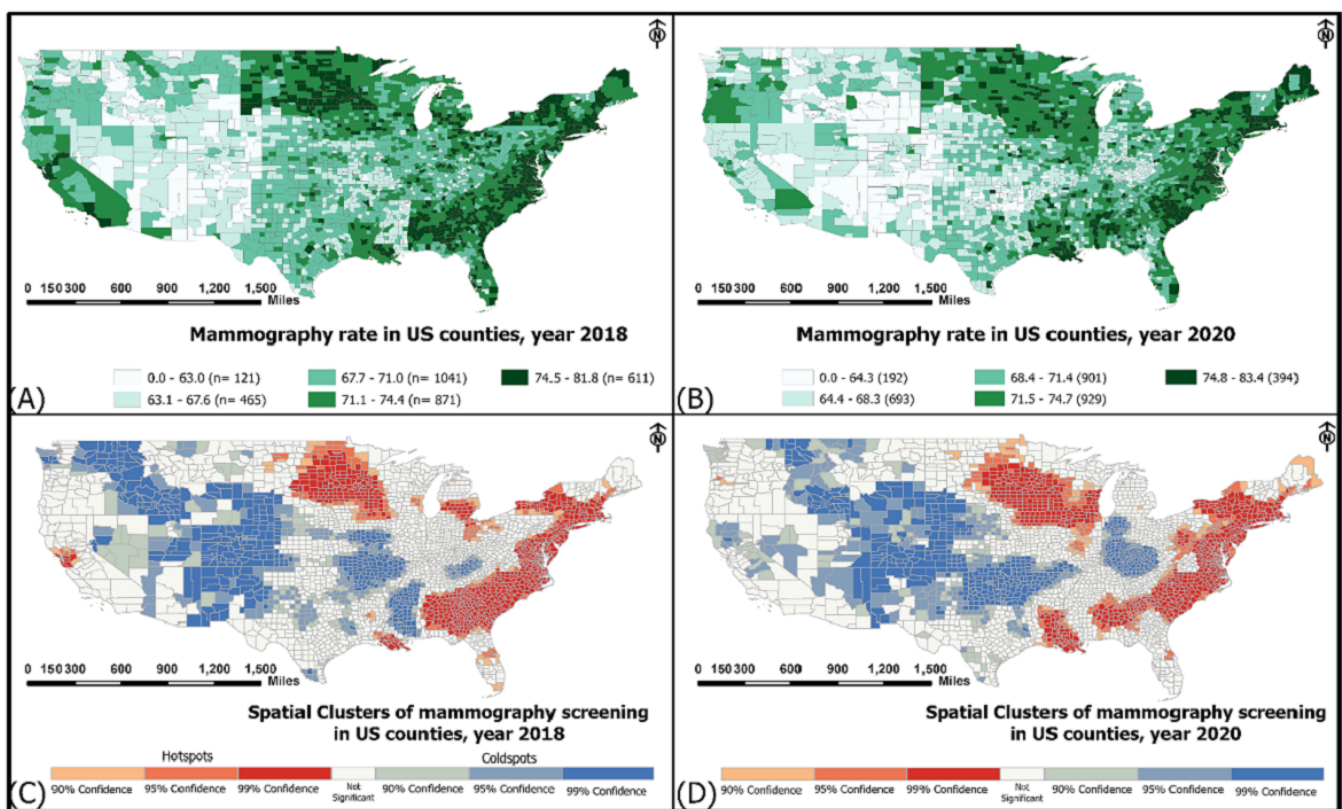 N
0 150 300 600 900 1,200 1,500
Miles
Mammography rate in US counties, year 2018
0.0 - 63.0 (n= 121)
67.7 - 71.0 (n= 1041)
74.5 - 81.8 (n= 611)
63.1 - 67.6 (n= 465)
71.1 - 74.4 (n= 871)
(A)
N
0 150 300 600 900 1,200 1,500
Miles
Mammography rate in US counties, year 2020
0.0 - 64.3 (192)
68.4 - 71.4 (901)
74.8 - 83.4 (394)
64.4 - 68.3 (693)
71.5 - 74.7 (929)
(B)
N
0 150 300 600 900 1,200 1,500
Miles
Spatial Clusters of mammography screening
in US counties, year 2018
Hotspots
Coldspots
90% Confidence
95% Confidence
99% Confidence
Not
Significant
90% Confidence
95% Confidence
99% Confidence
(C)
N
0 150 300 600 900 1,200 1,500
Miles
Spatial Clusters of mammography screening
in US counties, year 2020
90% Confidence
95% Confidence
99% Confidence
Not
Significant
90% Confidence
95% Confidence
99% Confidence
(D)